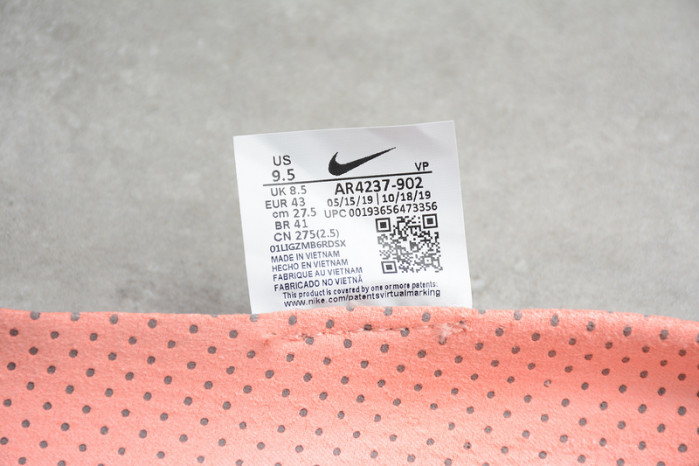 US
9.5
VP
UK 8.5
AR4237-902
EUR 43
05/15/19 | 10/18/19
cm 27.5
UPC 00193656473356
BR 41
CN 275(2.5)
01LIGZMB6RDSX
MADE IN VIETNAM
HECHO EN VIETNAM
FABRIQUE AU VIETNAM
FABRICADO NO VIETNÃ
This product is covered by one or more patents:
www.nike.com/patentsvirtualmarking